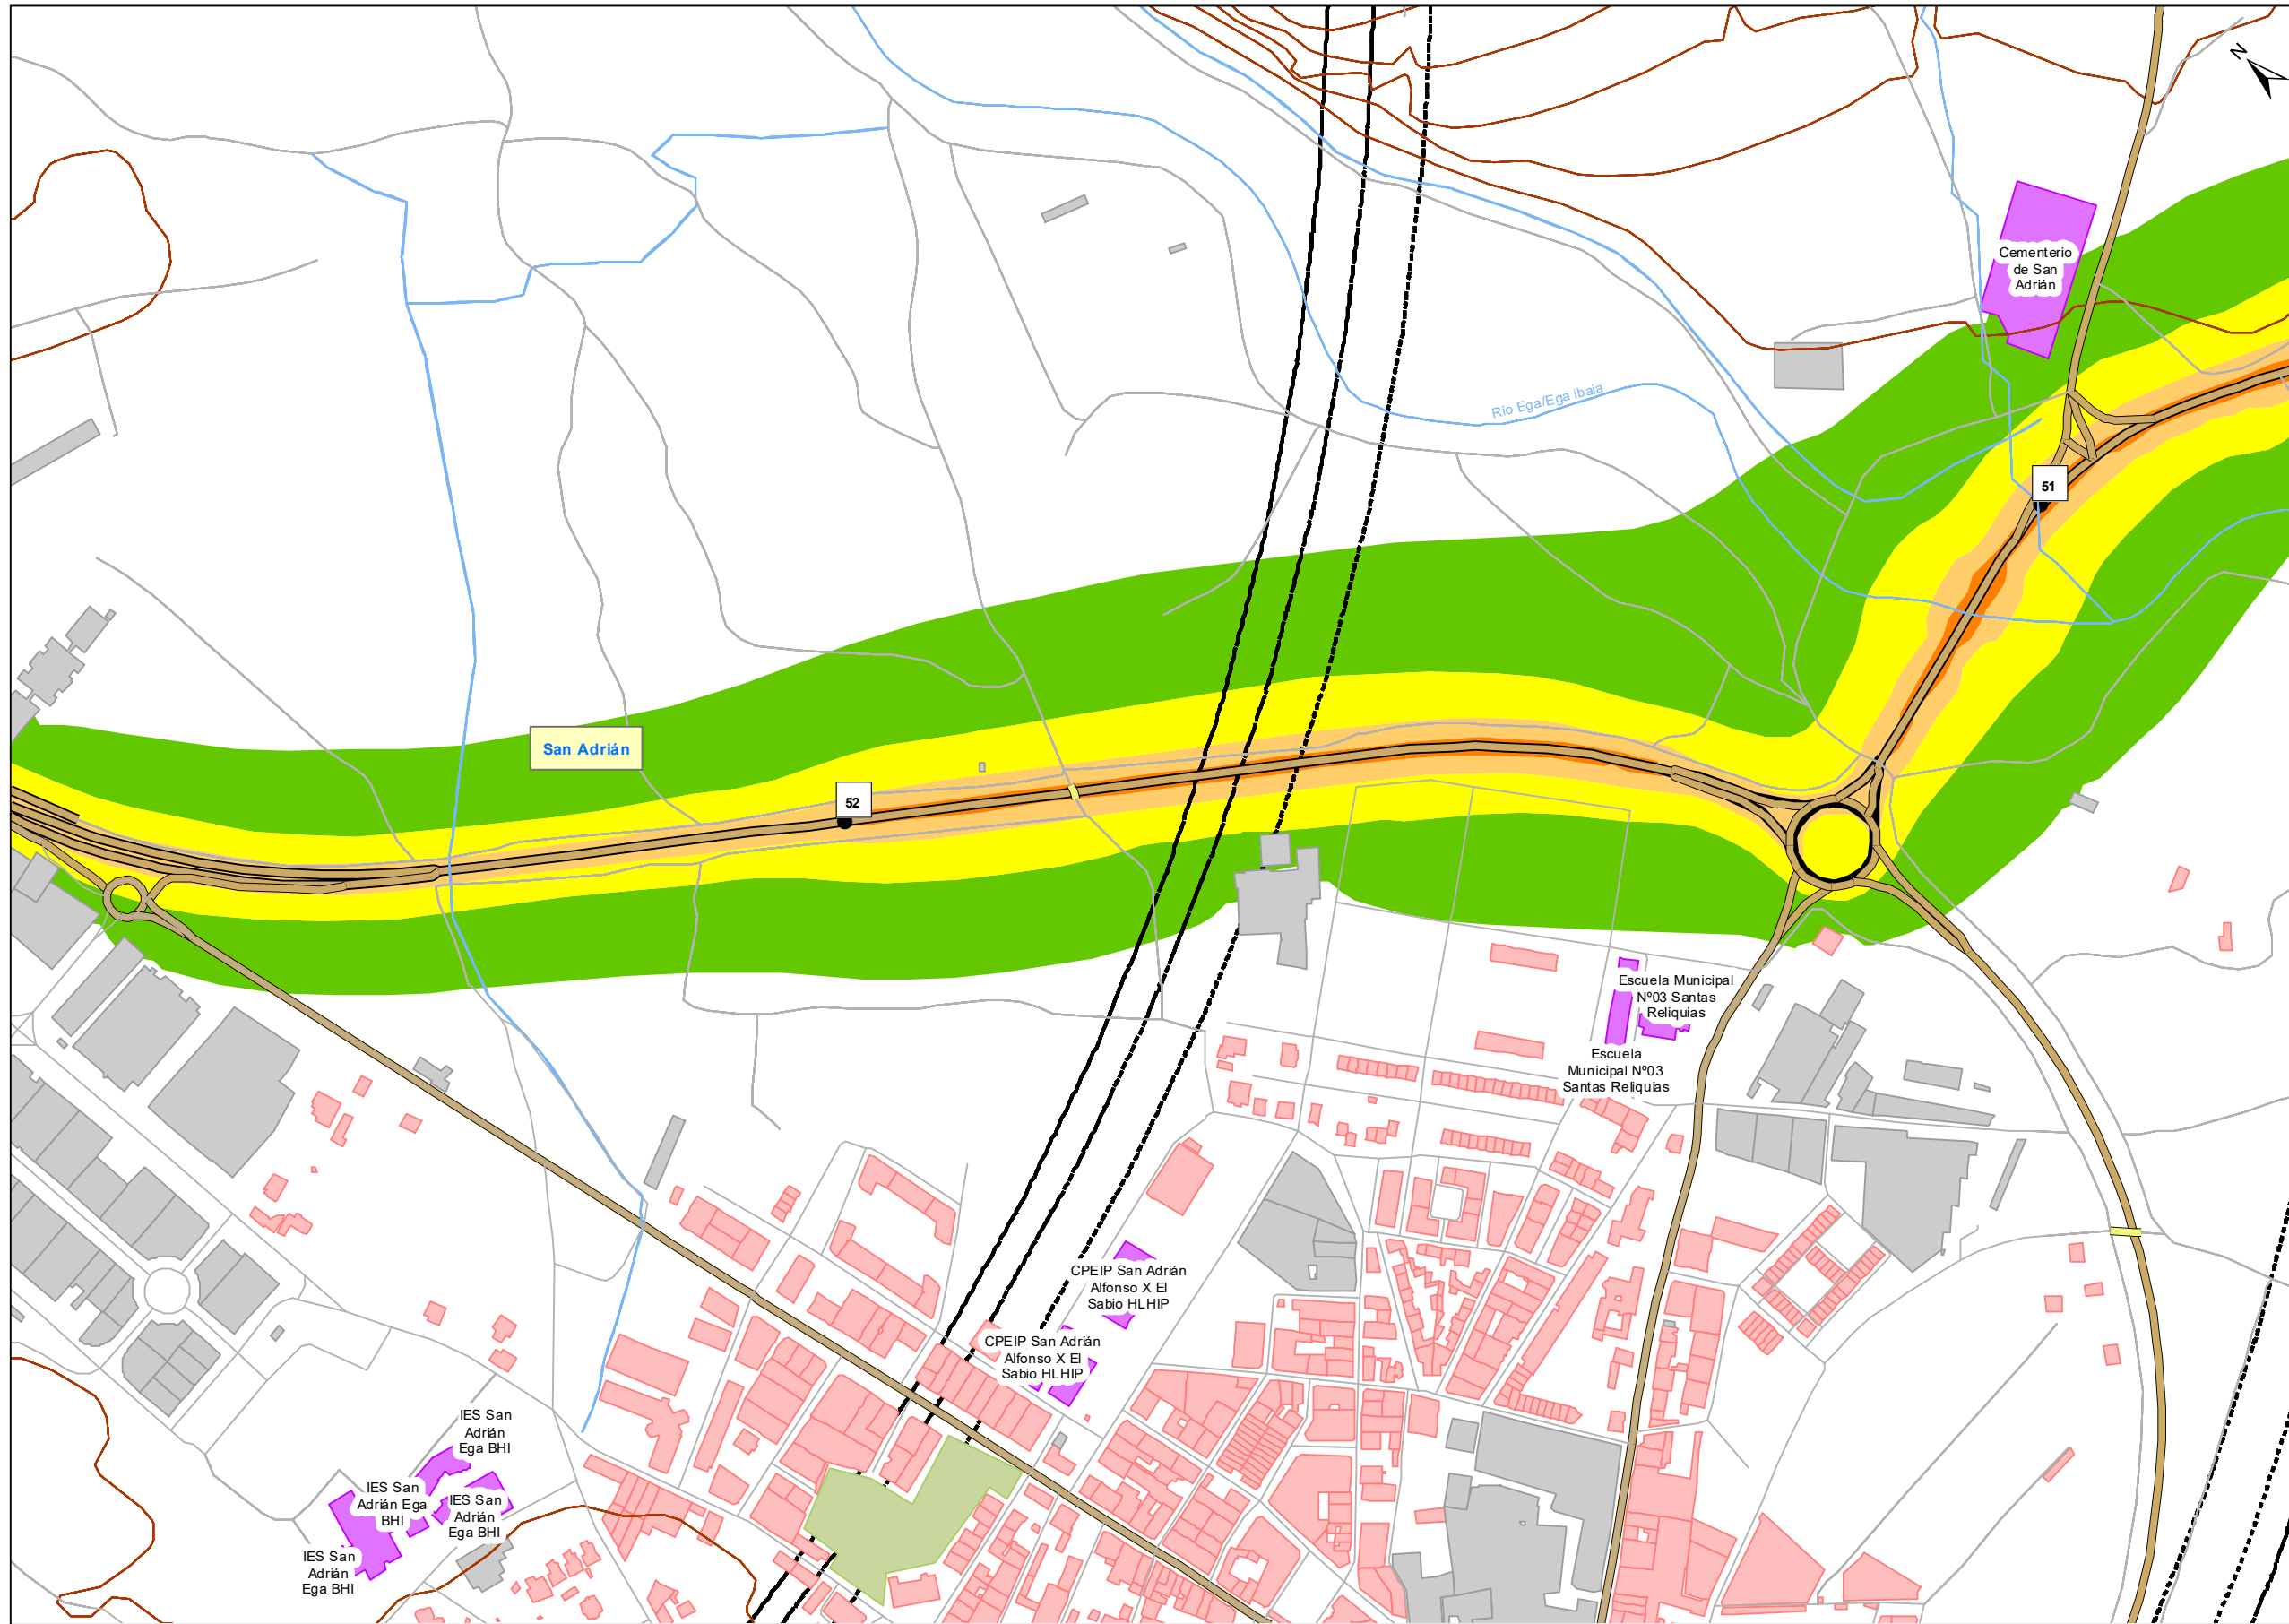 N
Cementerio
de San
Adrián
Río Ega/Ega ibaia
51
San Adrián
52
Escuela Municipal
Nº03 Santas
Reliquias
Escuela
Municipal Nº03
Santas Reliquias
CPEIP San Adrián
Alfonso X El
Sabio HLHIP
CPEIP San Adrián
Alfonso X El
Sabio HLHIP
IES San
Adrián
Ega BHI
IES San
Adrián Ega
BHI
IES San
Adrián
Ega BHI
IES San
Adrián
Ega BHI